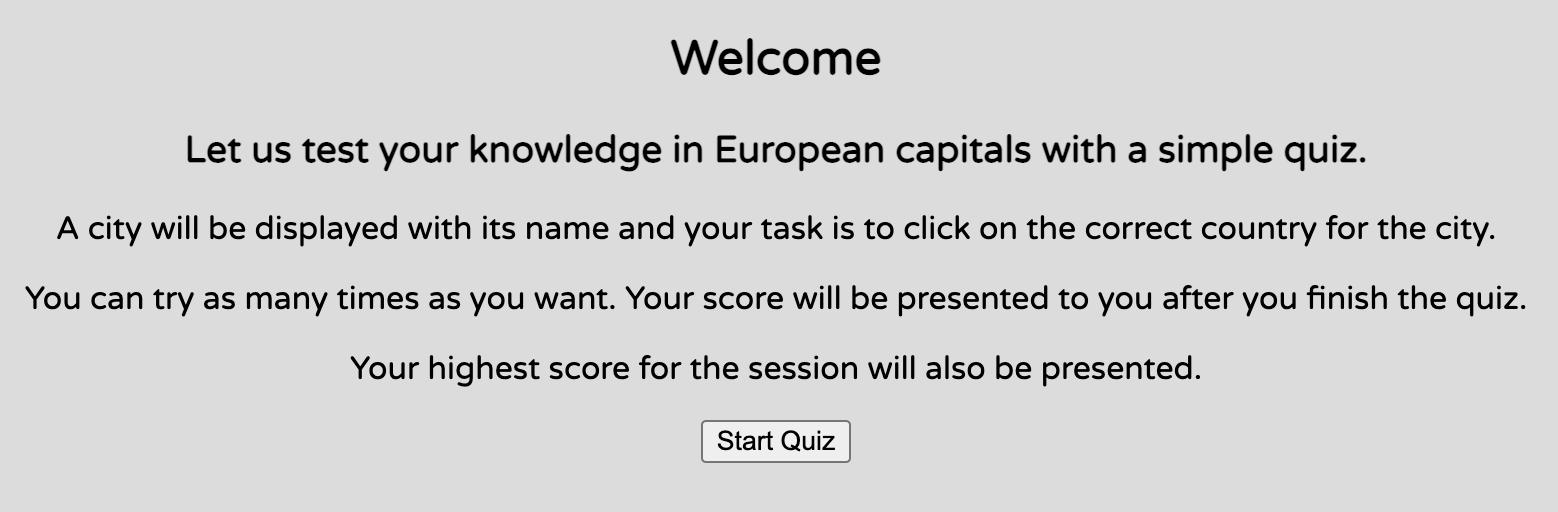 Welcome
Let us test your knowledge in European capitals with a simple quiz.
A city will be displayed with its name and your task is to click on the correct country for the city.
You can try as many times as you want. Your score will be presented to you after you finish the quiz.
Your highest score for the session will also be presented.
Start Quiz